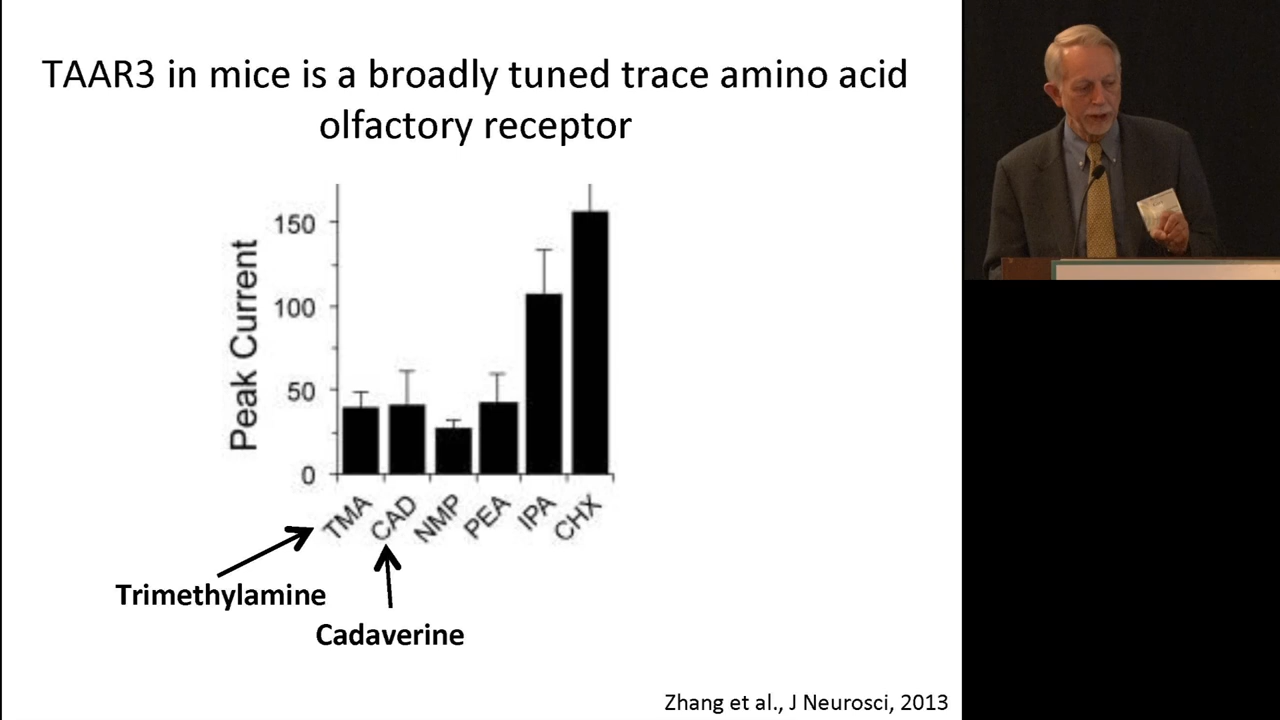 TAAR3 in mice is a broadly tuned trace amino acid
olfactory receptor
Peak Current
150
100
50
0
TMA
CAD
NMP
PEA
IPA
CHX
Trimethylamine
Cadaverine
Zhang et al., J Neurosci, 2013